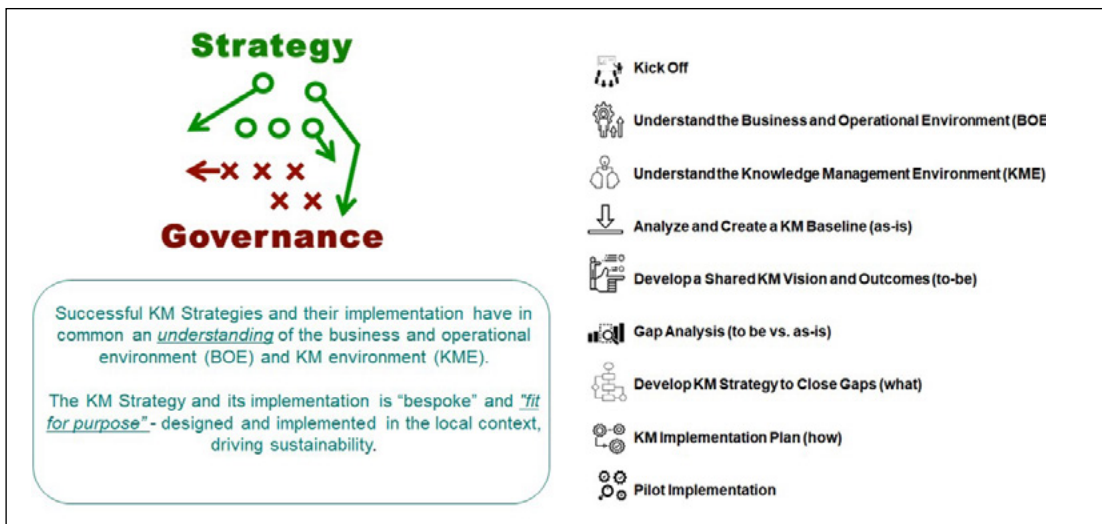 Strategy
Governance
Successful KM Strategies and their implementation have in
common an understanding of the business and operational
environment (BOE) and KM environment (KME).
The KM Strategy and its implementation is “bespoke” and "fit
for purpose” - designed and implemented in the local context,
driving sustainability.
Kick Off
Understand the Business and Operational Environment (BOE
Understand the Knowledge Management Environment (KME)
Analyze and Create a KM Baseline (as-is)
Develop a Shared KM Vision and Outcomes (to-be)
Gap Analysis (to be vs. as-is)
Develop KM Strategy to Close Gaps (what)
KM Implementation Plan (how)
Pilot Implementation